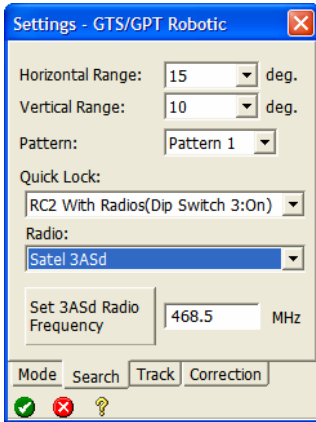 Settings - GTS/GPT Robotic
Horizontal Range: 15 deg.
Vertical Range: 10 deg.
Pattern: Pattern 1
Quick Lock:
RC2 With Radios(Dip Switch 3:On)
Radio:
Satel 3ASd
Set 3ASd Radio
Frequency
468.5 MHz
Mode Search Track Correction